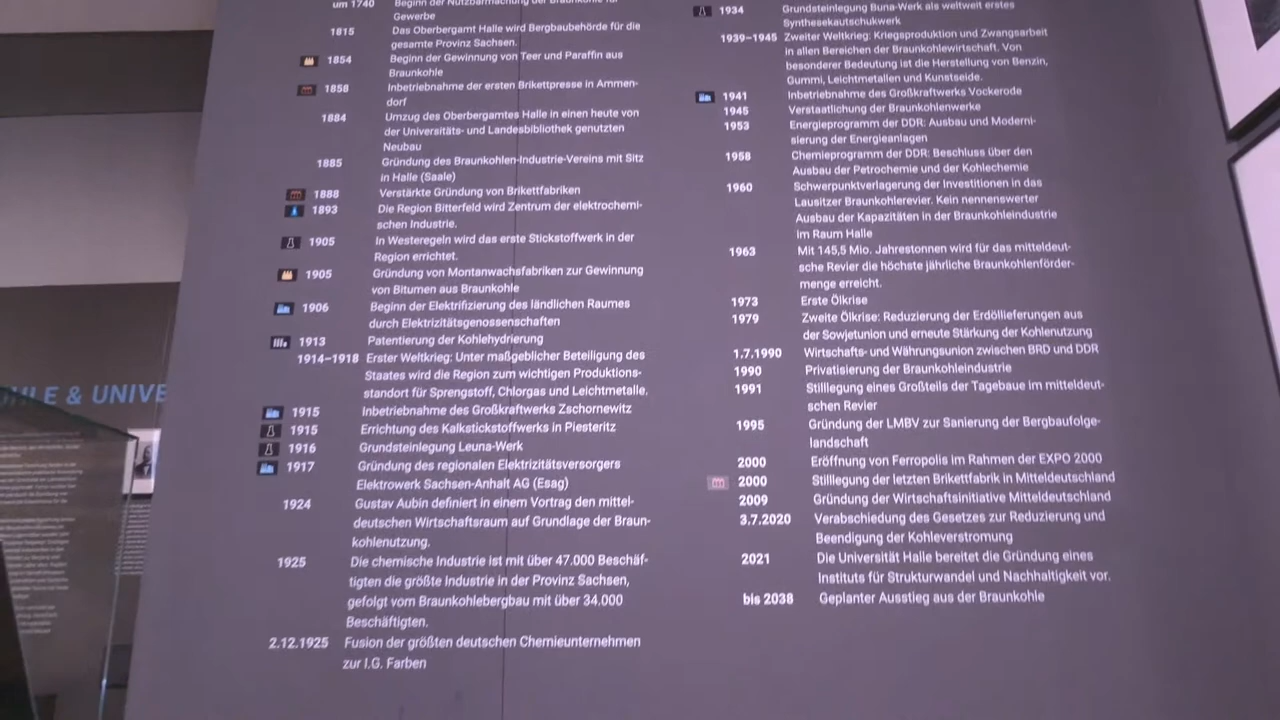 um 1740 Beginn der Nutzbarmachung der Braunkohle für
Gewerbe
1815 Das Oberbergamt Halle wird Bergbaubehörde für die
gesamte Provinz Sachsen.
1854 Beginn der Gewinnung von Teer und Paraffin aus
Braunkohle
1858 Inbetriebnahme der ersten Brikettpresse in Ammen-
dorf
1884 Umzug des Oberbergamtes Halle in einen heute von
der Universitäts- und Landesbibliothek genutzten
Neubau
1885 Gründung des Braunkohlen-Industrie-Vereins mit Sitz
in Halle (Saale)
1888 Verstärkte Gründung von Brikettfabriken
1893 Die Region Bitterfeld wird Zentrum der elektrochemi-
schen Industrie.
1905 In Westeregeln wird das erste Stickstoffwerk in der
Region errichtet.
1905 Gründung von Montanwachsfabriken zur Gewinnung
von Bitumen aus Braunkohle
1906 Beginn der Elektrifizierung des ländlichen Raumes
durch Elektrizitätsgenossenschaften
1913 Patentierung der Kohlehydrierung
1914–1918 Erster Weltkrieg: Unter maßgeblicher Beteiligung des
Staates wird die Region zum wichtigen Produktions-
standort für Sprengstoff, Chlorgas und Leichtmetalle.
1915 Inbetriebnahme des Großkraftwerks Zschornewitz
1915 Errichtung des Kalkstickstoffwerks in Piesteritz
1916 Grundsteinlegung Leuna-Werk
1917 Gründung des regionalen Elektrizitätsversorgers
Elektrowerk Sachsen-Anhalt AG (Esag)
1924 Gustav Aubin definiert in einem Vortrag den mittel-
deutschen Wirtschaftsraum auf Grundlage der Braun-
kohlenutzung.
1925 Die chemische Industrie ist mit über 47.000 Beschäf-
tigten die größte Industrie in der Provinz Sachsen,
gefolgt vom Braunkohlebergbau mit über 34.000
Beschäftigten.
2.12.1925 Fusion der größten deutschen Chemieunternehmen
zur I.G. Farben
1934 Grundsteinlegung Buna-Werk als weltweit erstes
Synthesekautschukwerk
1939–1945 Zweiter Weltkrieg: Kriegsproduktion und Zwangsarbeit
in allen Bereichen der Braunkohlewirtschaft. Von
besonderer Bedeutung ist die Herstellung von Benzin,
Gummi, Leichtmetallen und Kunstseide.
1941 Inbetriebnahme des Großkraftwerks Vockerode
1945 Verstaatlichung der Braunkohlenwerke
1953 Energieprogramm der DDR: Ausbau und Moderni-
sierung der Energieanlagen
1958 Chemieprogramm der DDR: Beschluss über den
Ausbau der Petrochemie und der Kohlechemie
1960 Schwerpunktverlagerung der Investitionen in das
Lausitzer Braunkohlerevier. Kein nennenswerter
Ausbau der Kapazitäten in der Braunkohleindustrie
im Raum Halle
1963 Mit 145,5 Mio. Jahrestonnen wird für das mitteldeut-
sche Revier die höchste jährliche Braunkohlenförder-
menge erreicht.
1973 Erste Ölkrise
1979 Zweite Ölkrise: Reduzierung der Erdöllieferungen aus
der Sowjetunion und erneute Stärkung der Kohlenutzung
1.7.1990 Wirtschafts- und Währungsunion zwischen BRD und DDR
1990 Privatisierung der Braunkohleindustrie
1991 Stilllegung eines Großteils der Tagebaue im mitteldeut-
schen Revier
1995 Gründung der LMBV zur Sanierung der Bergbaufolge-
landschaft
2000 Eröffnung von Ferropolis im Rahmen der EXPO 2000
2000 Stilllegung der letzten Brikettfabrik in Mitteldeutschland
2009 Gründung der Wirtschaftsinitiative Mitteldeutschland
3.7.2020 Verabschiedung des Gesetzes zur Reduzierung und
Beendigung der Kohleverstromung
2021 Die Universität Halle bereitet die Gründung eines
Instituts für Strukturwandel und Nachhaltigkeit vor.
bis 2038 Geplanter Ausstieg aus der Braunkohle
HLE & UNIVE